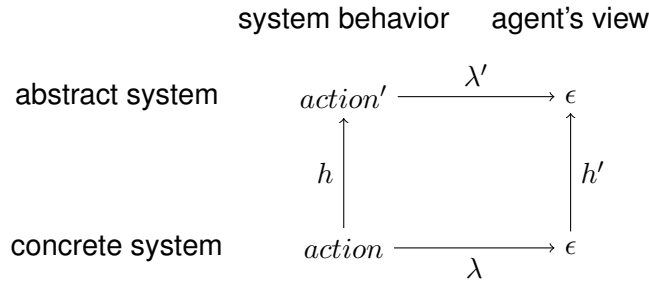 system behavior agent's view
λ′
abstract system action′ ϵ
h h′
concrete system action ϵ
λ